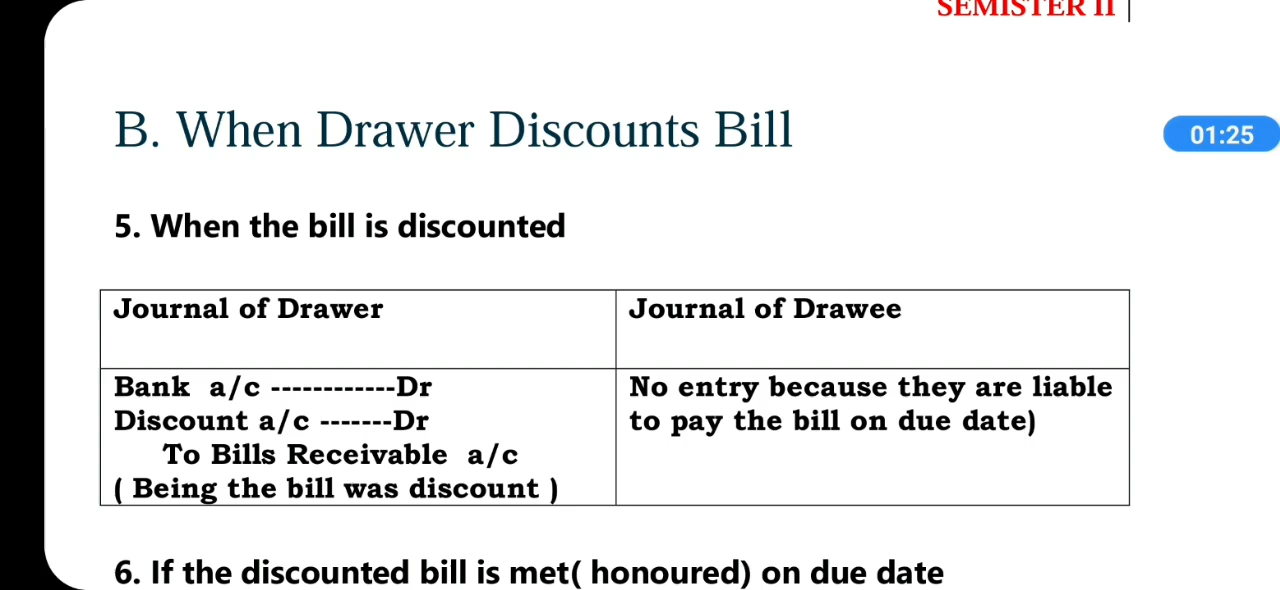 SEMISTER II
B. When Drawer Discounts Bill
01:25
5. When the bill is discounted
Journal of Drawer
Journal of Drawee
Bank a/c ------------Dr
Discount a/c -------Dr
To Bills Receivable a/c
( Being the bill was discount )
No entry because they are liable
to pay the bill on due date)
6. If the discounted bill is met( honoured) on due date